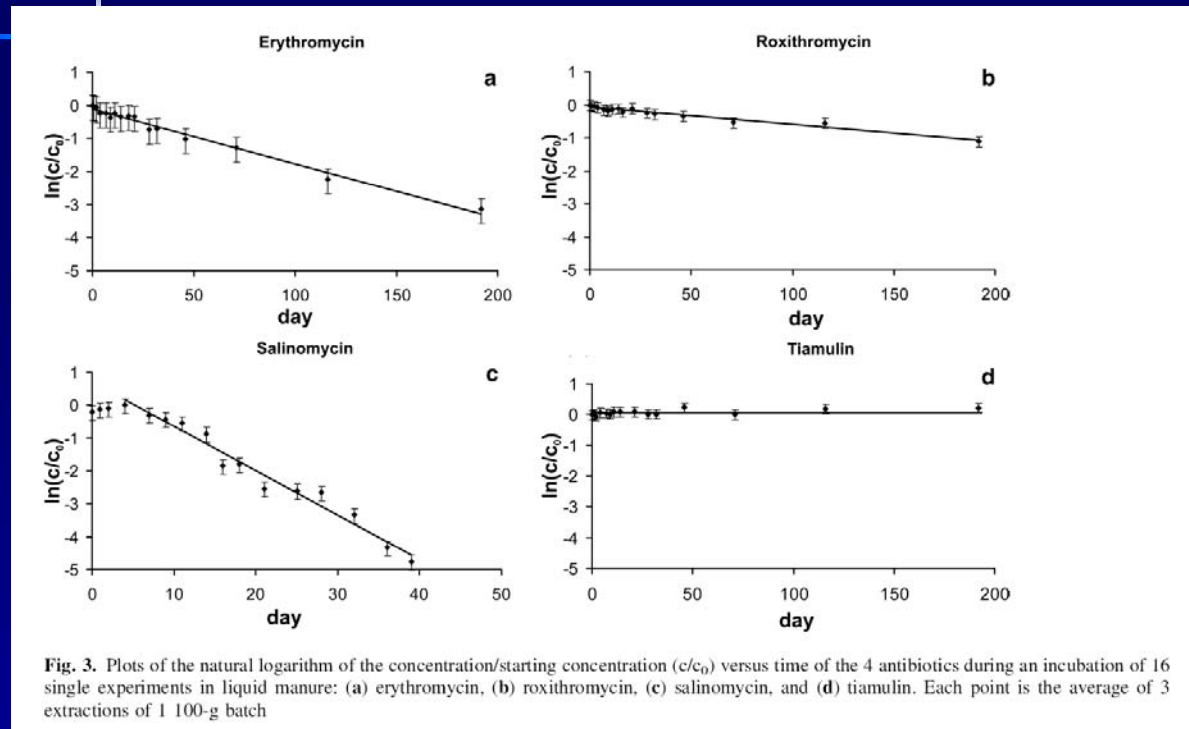 Erythromycin
a
1
0
-1
-2
-3
-4
-5
ln(c/c₀)
0 50 100 150 200
day
Roxithromycin
b
1
0
-1
-2
-3
-4
-5
ln(c/c₀)
0 50 100 150 200
day
Salinomycin
c
1
0
-1
-2
-3
-4
-5
ln(c/c₀)
0 10 20 30 40 50
day
Tiamulin
d
1
0
-1
-2
-3
-4
-5
ln(c/c₀)
0 50 100 150 200
day
Fig. 3. Plots of the natural logarithm of the concentration/starting concentration (c/c₀) versus time of the 4 antibiotics during an incubation of 16
single experiments in liquid manure: (a) erythromycin, (b) roxithromycin, (c) salinomycin, and (d) tiamulin. Each point is the average of 3
extractions of 1 100-g batch